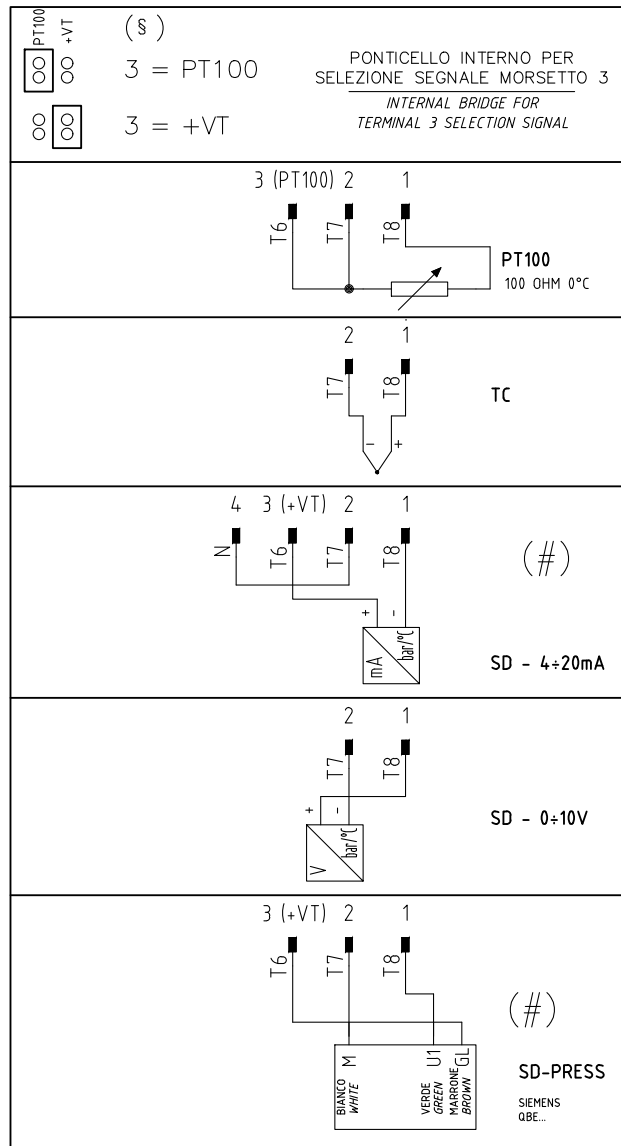 PT100
+VT
(§)
3 = PT100
3 = +VT
PONTICELLO INTERNO PER
SELEZIONE SEGNALE MORSETTO 3
INTERNAL BRIDGE FOR
TERMINAL 3 SELECTION SIGNAL
3 (PT100) 2 1
T6 T7 T8
PT100
100 OHM 0°C
2 1
T7 T8
TC
- +
4 3 (+VT) 2 1
N T6 T7 T8
(#)
+ -
mA bar/°C
SD - 4÷20mA
2 1
T7 T8
+ -
V bar/°C
SD - 0÷10V
3 (+VT) 2 1
T6 T7 T8
(#)
M U1 GL
BIANCO
WHITE
VERDE
GREEN
MARRONE
BROWN
SD-PRESS
SIEMENS
QBE...